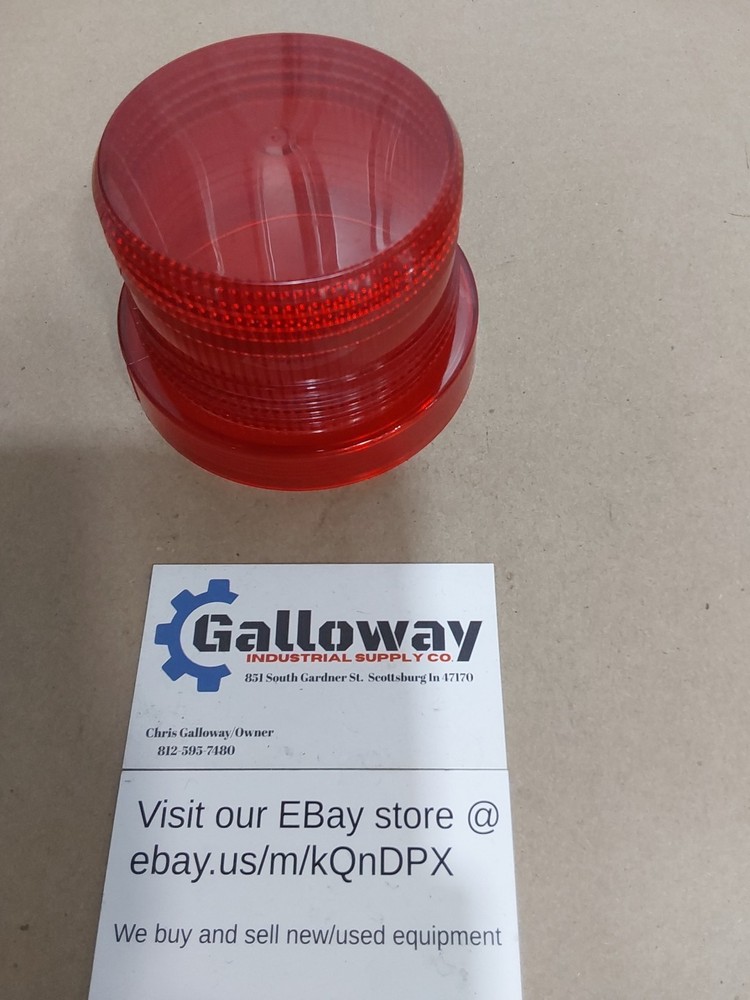 Galloway
INDUSTRIAL SUPPLY CO.
851 South Gardner St. Scottsburg In 47170
Chris Galloway/Owner
812-595-7480
Visit our EBay store @
ebay.us/m/kQnDPX
We buy and sell new/used equipment